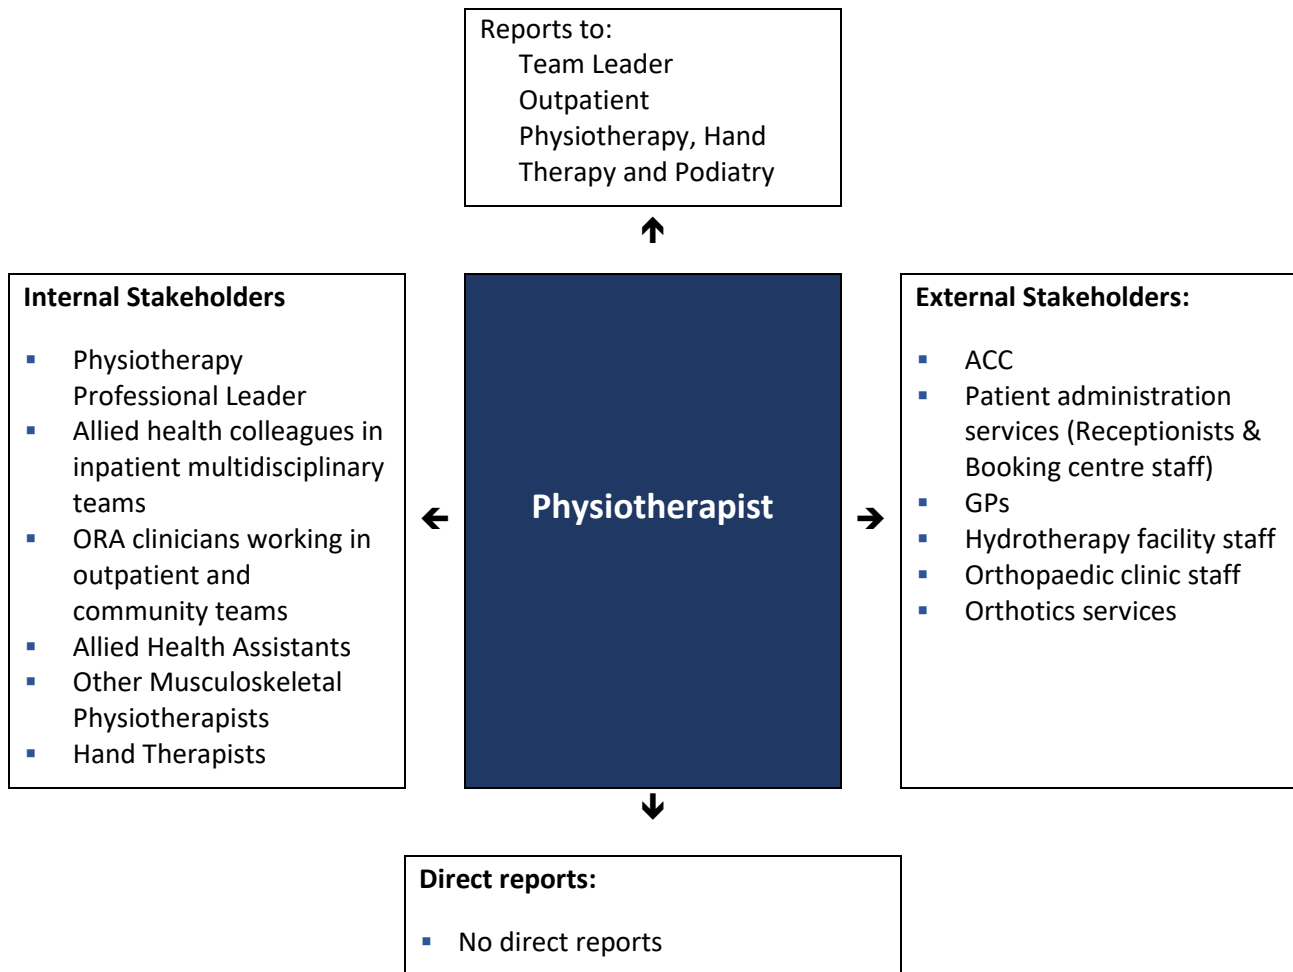 Reports to:
Team Leader
Outpatient
Physiotherapy, Hand
Therapy and Podiatry
Internal Stakeholders
▪ Physiotherapy
Professional Leader
▪ Allied health colleagues in
inpatient multidisciplinary
teams
▪ ORA clinicians working in
outpatient and
community teams
▪ Allied Health Assistants
▪ Other Musculoskeletal
Physiotherapists
▪ Hand Therapists
Physiotherapist
External Stakeholders:
▪ ACC
▪ Patient administration
services (Receptionists &
Booking centre staff)
▪ GPs
▪ Hydrotherapy facility staff
▪ Orthopaedic clinic staff
▪ Orthotics services
Direct reports:
▪ No direct reports